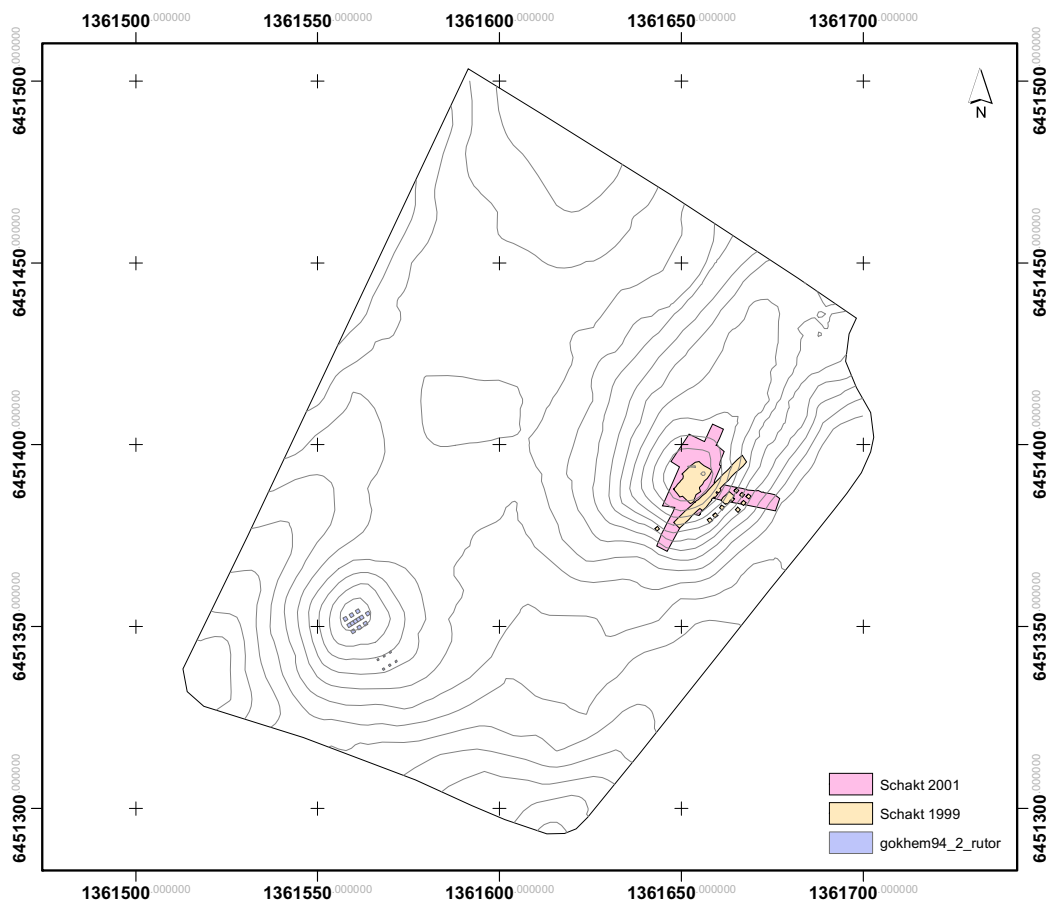 1361500.000000 1361550.000000 1361600.000000 1361650.000000 1361700.000000
6451500.000000 6451500.000000
N
6451450.000000 6451450.000000
6451400.000000 6451400.000000
6451350.000000 6451350.000000
6451300.000000 6451300.000000
Schakt 2001
Schakt 1999
gokhem94_2_rutor
1361500.000000 1361550.000000 1361600.000000 1361650.000000 1361700.000000